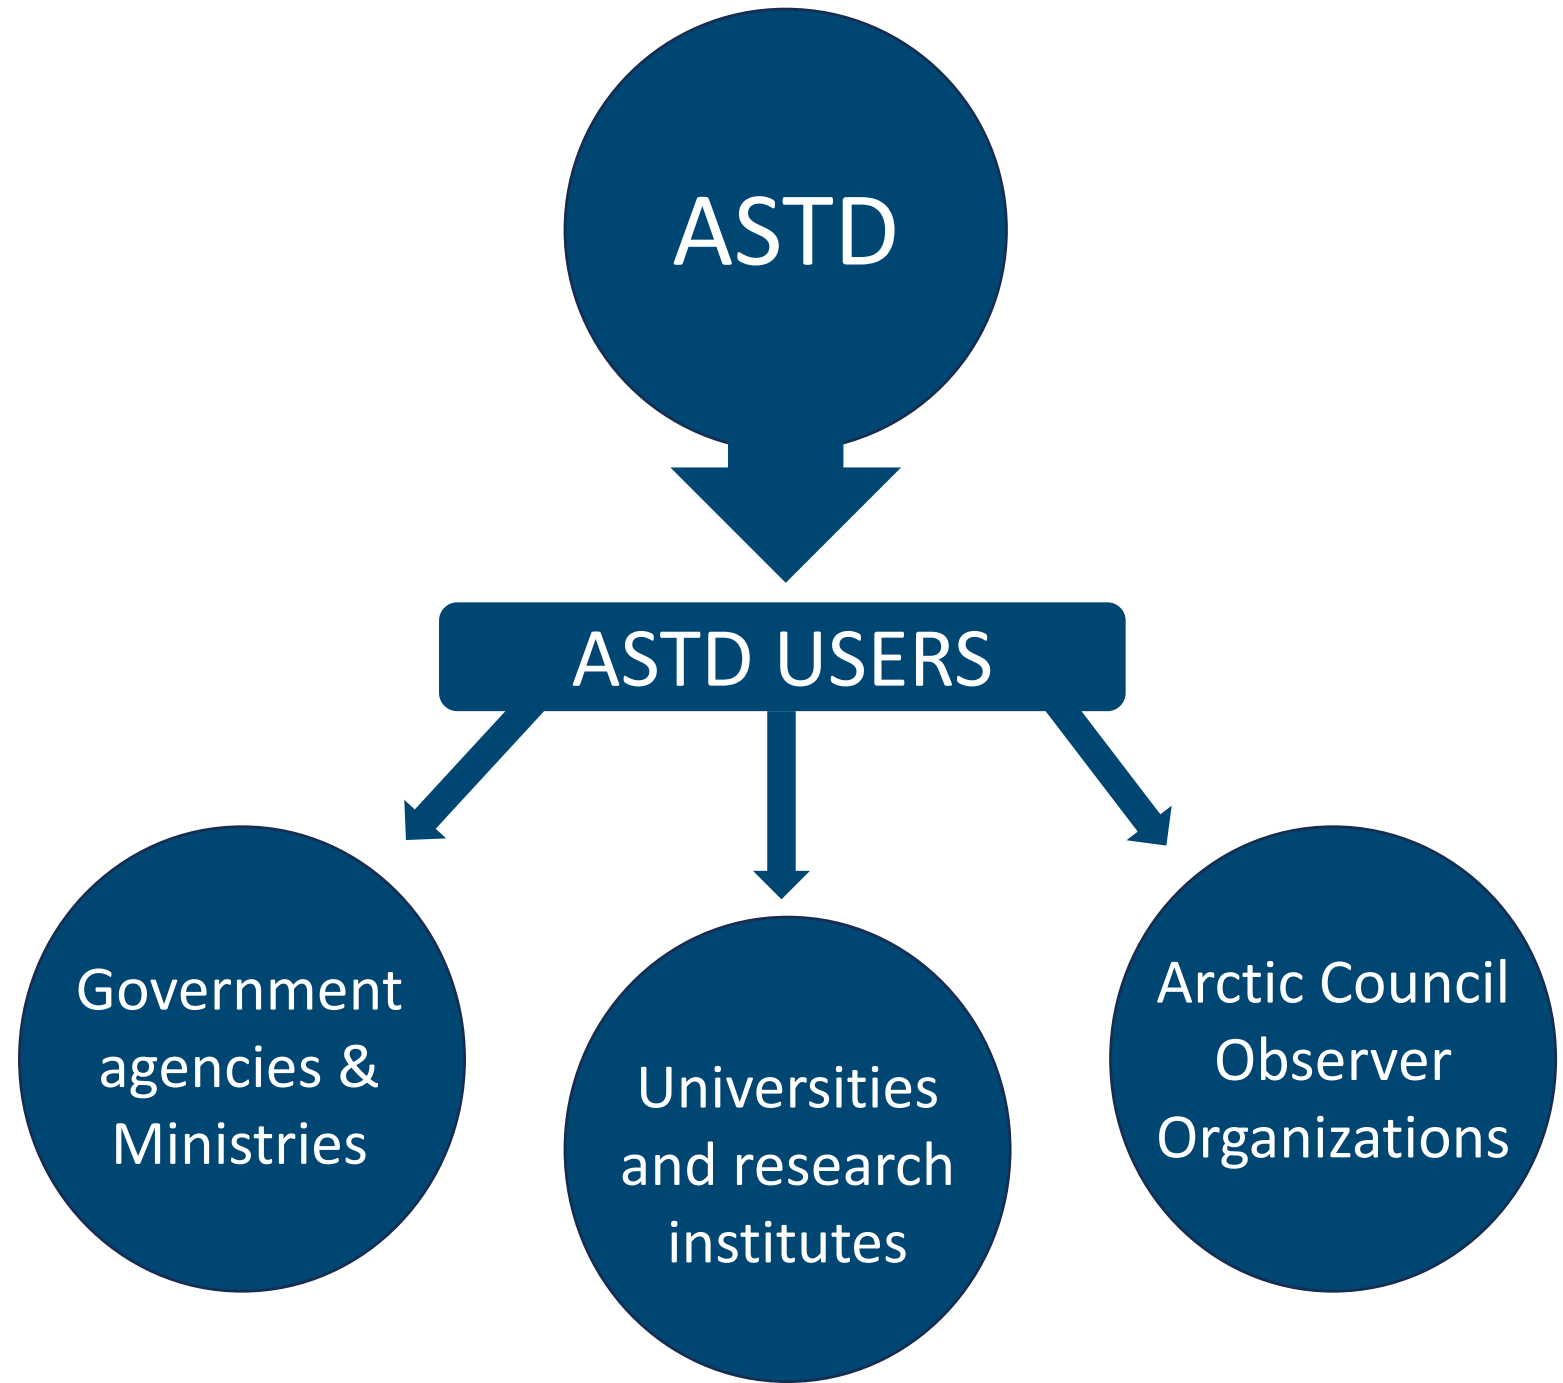 ASTD
ASTD USERS
Government
agencies &
Ministries
Universities
and research
institutes
Arctic Council
Observer
Organizations